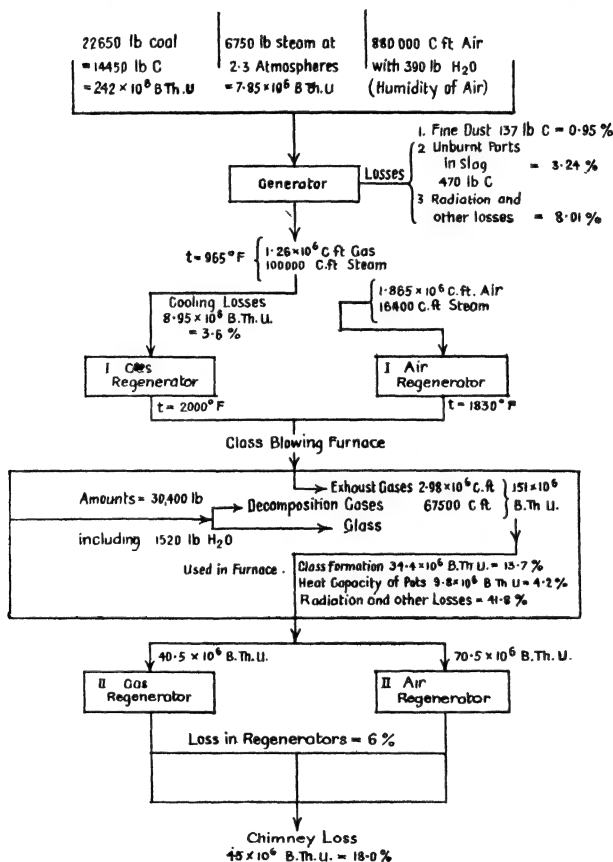 22650 lb coal
= 14450 lb C
= 242 × 10⁶ B Th. U
6750 lb steam at
2·3 Atmospheres
= 7·85 × 10⁶ B.Th.U
880 000 C ft Air
with 390 lb H₂O
(Humidity of Air)
Generator
Losses
1. Fine Dust 137 lb C = 0.95 %
2 Unburnt Parts
in Slag = 3·24 %
470 lb C
3 Radiation and
other losses = 8.01 %
t = 965° F
1·26 × 10⁶ C ft Gas
100000 C.ft Steam
Cooling Losses
8·95 × 10⁶ B.Th.U.
= 3·6 %
1·865 × 10⁶ C.ft. Air
16400 C.ft Steam
I Gas
Regenerator
I Air
Regenerator
t = 2000° F
t = 1830° F
Glass Blowing Furnace
Exhaust Gases 2·98 × 10⁶ C.ft
67500 C ft
151 × 10⁶
B.Th U.
Amounts = 30,400 lb
including 1520 lb H₂O
Decomposition Gases
Glass
Used in Furnace.
Glass Formation 34·4 × 10⁶ B.Th U. = 13·7 %
Heat Capacity of Pots 9·8 × 10⁶ B Th U = 4·2 %
Radiation and other Losses = 41·8 %
40·5 × 10⁶ B.Th.U.
70·5 × 10⁶ B.Th.U.
II Gas
Regenerator
II Air
Regenerator
Loss in Regenerators = 6 %
Chimney Loss
45 × 10⁶ B.Th.U. = 18·0 %